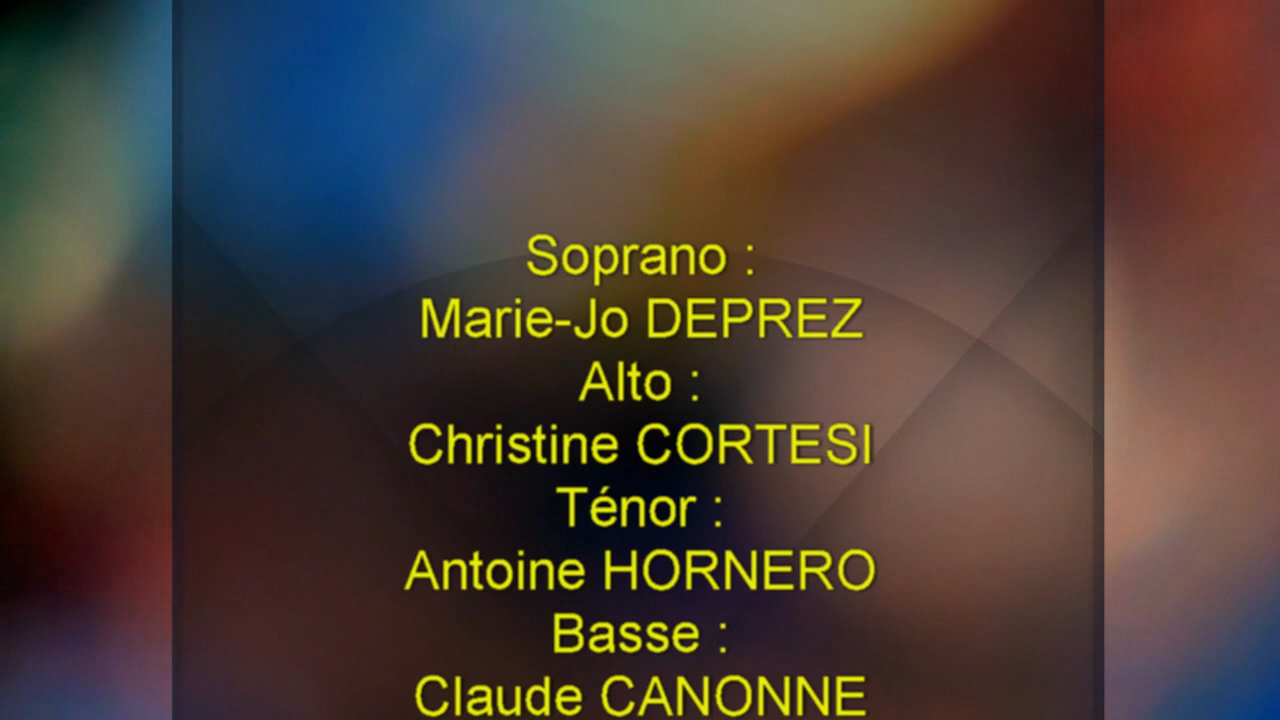 Soprano :
Marie-Jo DEPREZ
Alto :
Christine CORTESI
Ténor :
Antoine HORNERO
Basse :
Claude CANONNE